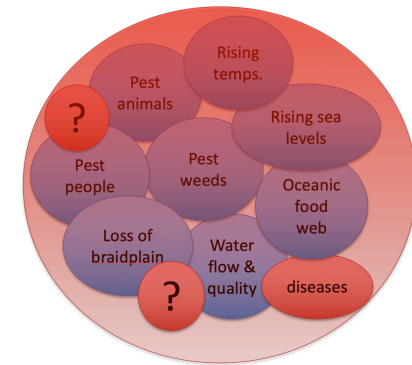 Rising
temps.
Pest
animals
?
Rising sea
levels
Pest
people
Pest
weeds
Oceanic
food
web
Loss of
braidplain
Water
flow &
quality
?
diseases